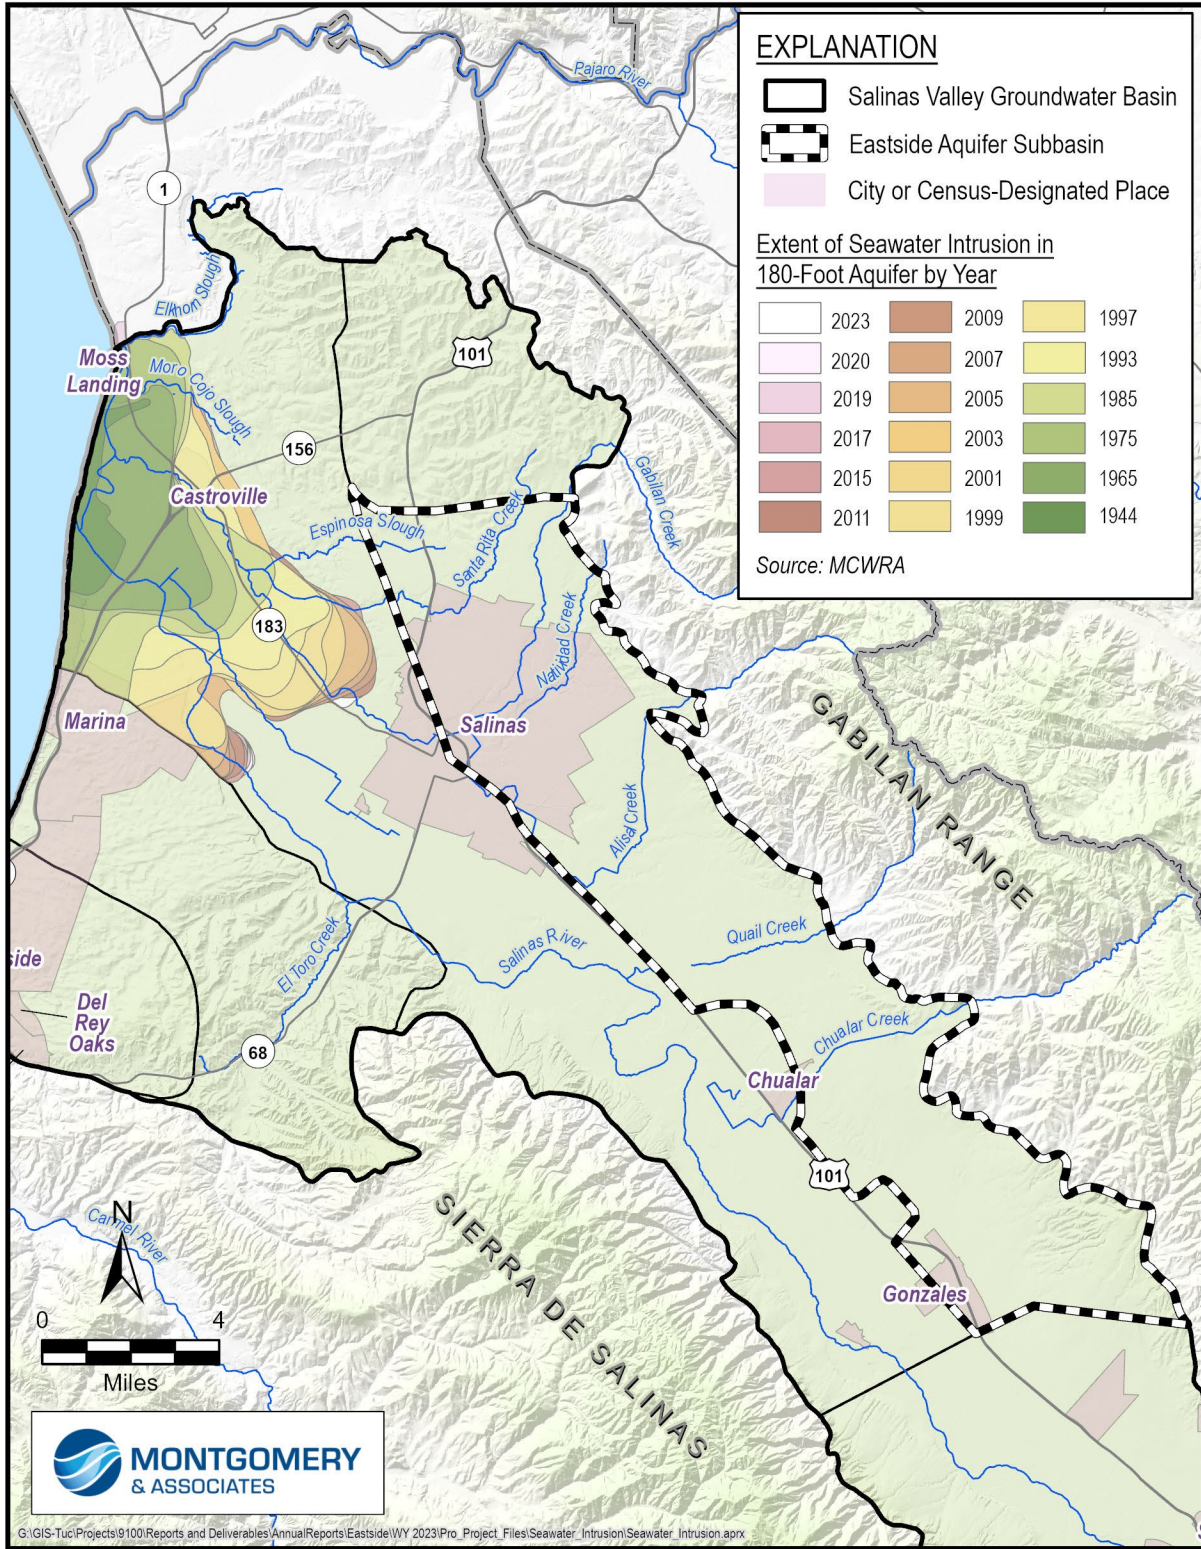 EXPLANATION
Salinas Valley Groundwater Basin
Eastside Aquifer Subbasin
City or Census-Designated Place
Extent of Seawater Intrusion in
180-Foot Aquifer by Year
2023
2020
2019
2017
2015
2011
2009
2007
2005
2003
2001
1999
1997
1993
1985
1975
1965
1944
Source: MCWRA
Pajaro River
1
Elkhorn Slough
101
Moss
Landing
Moro Cojo Slough
156
Gabilan Creek
Castroville
Espinosa Slough
Santa Rita Creek
183
Natividad Creek
Marina
Salinas
GABILAN RANGE
Alisal Creek
Quail Creek
Salinas River
El Toro Creek
side
Del
Rey
Oaks
Chualar Creek
68
Chualar
101
SIERRA DE SALINAS
Carmel River
N
Gonzales
0 4
Miles
MONTGOMERY
& ASSOCIATES
G:\GIS-Tuc\Projects\9100\Reports and Deliverables\AnnualReports\Eastside\WY 2023\Pro_Project_Files\Seawater_Intrusion\Seawater_Intrusion.aprx